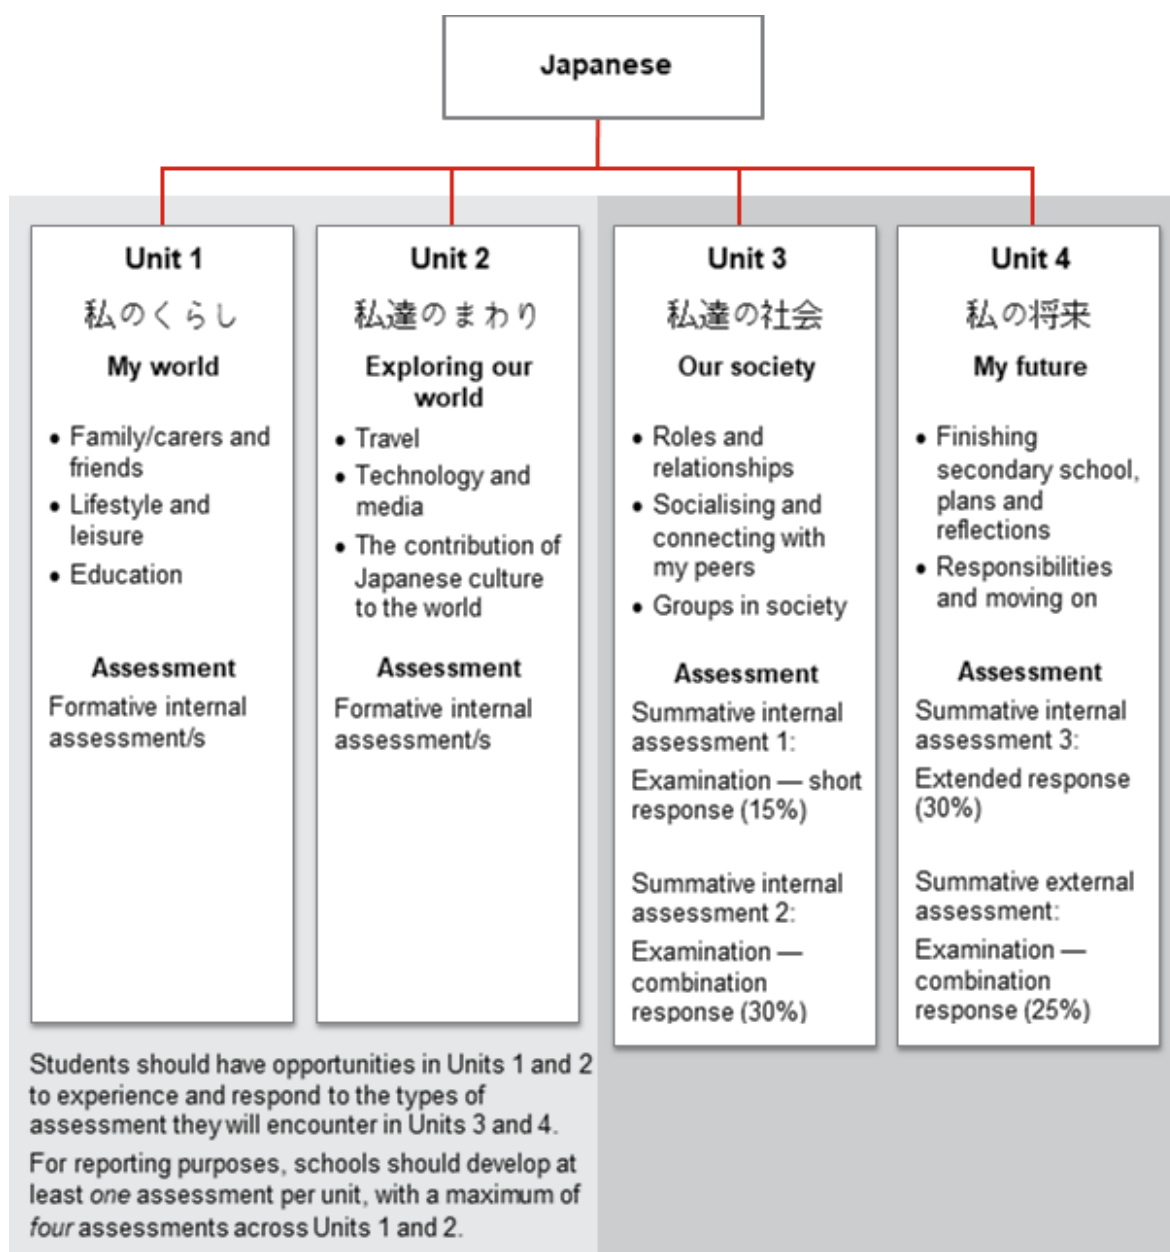 Japanese
Unit 1
私のくらし
My world
• Family/carers and
friends
• Lifestyle and
leisure
• Education
Assessment
Formative internal
assessment/s
Unit 2
私達のまわり
Exploring our
world
• Travel
• Technology and
media
• The contribution of
Japanese culture
to the world
Assessment
Formative internal
assessment/s
Unit 3
私達の社会
Our society
• Roles and
relationships
• Socialising and
connecting with
my peers
• Groups in society
Assessment
Summative internal
assessment 1:
Examination — short
response (15%)
Summative internal
assessment 2:
Examination —
combination
response (30%)
Unit 4
私の将来
My future
• Finishing
secondary school,
plans and
reflections
• Responsibilities
and moving on
Assessment
Summative internal
assessment 3:
Extended response
(30%)
Summative external
assessment:
Examination —
combination
response (25%)
Students should have opportunities in Units 1 and 2
to experience and respond to the types of
assessment they will encounter in Units 3 and 4.
For reporting purposes, schools should develop at
least one assessment per unit, with a maximum of
four assessments across Units 1 and 2.